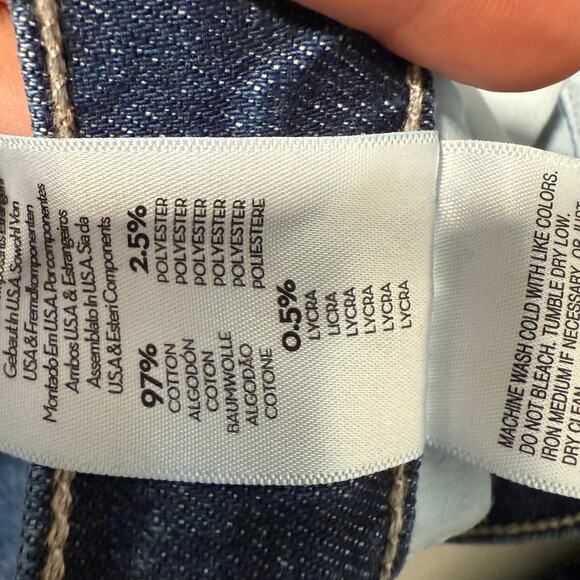 Gebaut In U.S.A. Sowohl Von
USA & Fremdkomponenten
Montado Em U.S.A. Por componentes
Ambos U.S.A & Estrangeiros
Assemblato In U.S.A. Sia da
USA & Esteri Components
97%
COTTON
ALGODÓN
COTON
BAUMWOLLE
ALGODÃO
COTONE
2.5%
POLYESTER
POLYESTER
POLYESTER
POLYESTER
POLYESTER
POLIESTERE
0.5%
LYCRA
LICRA
LYCRA
LYCRA
LYCRA
LYCRA
MACHINE WASH COLD WITH LIKE COLORS.
DO NOT BLEACH. TUMBLE DRY LOW.
IRON MEDIUM IF NECESSARY. OR
DRY CLEAN